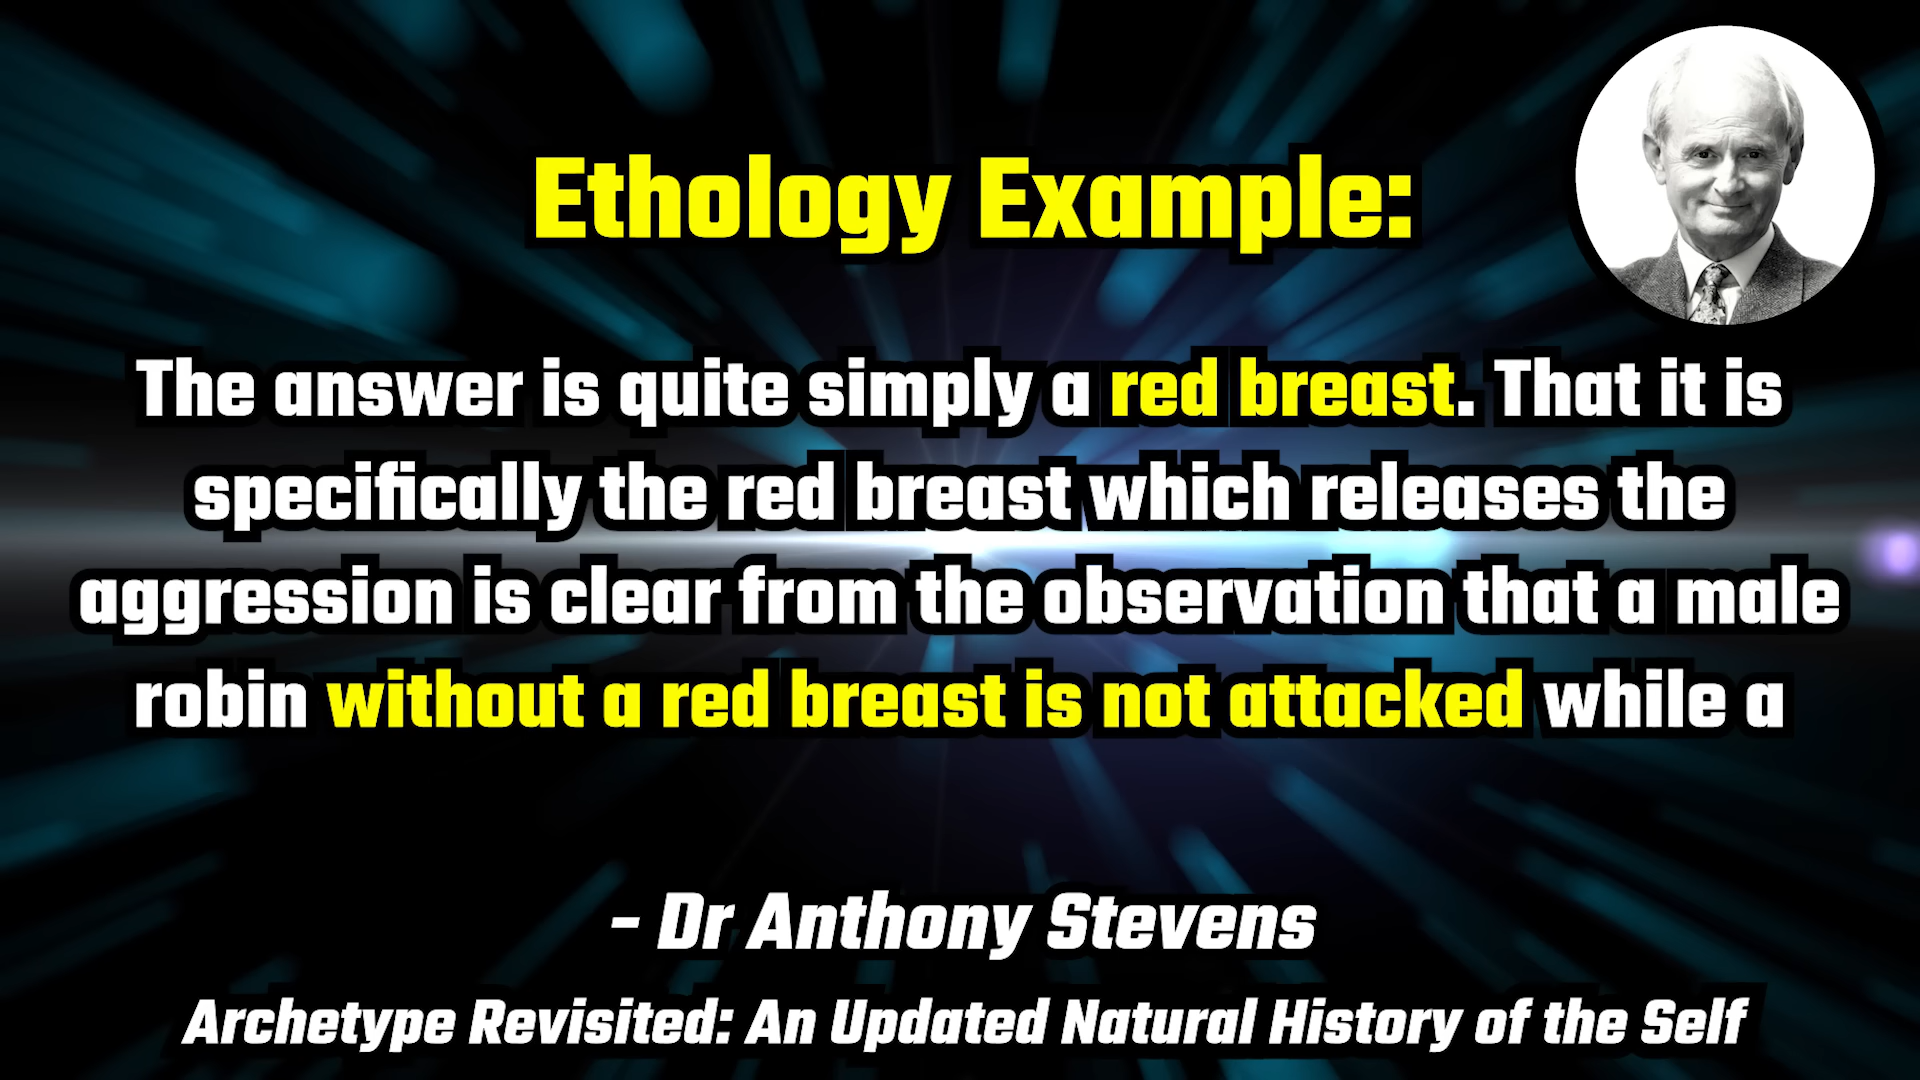 Ethology Example:
The answer is quite simply a red breast. That it is
specifically the red breast which releases the
aggression is clear from the observation that a male
robin without a red breast is not attacked while a
- Dr Anthony Stevens
Archetype Revisited: An Updated Natural History of the Self